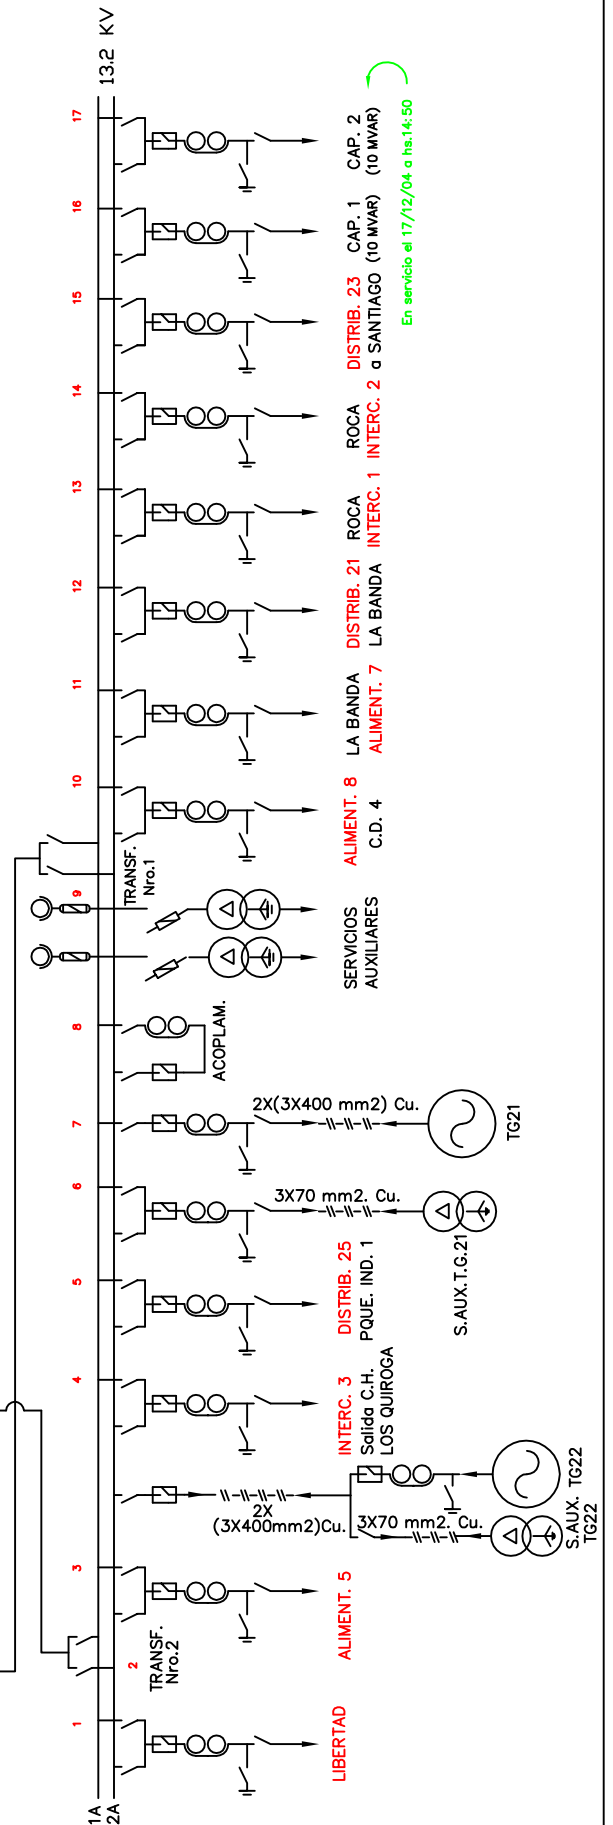 13.2 KV
1A
2A
1
2
3
4
5
6
7
8
9
10
11
12
13
14
15
16
17
LIBERTAD
TRANSF.
Nro.2
ALIMENT. 5
2X
(3X400mm2)Cu.
3X70 mm2. Cu.
TG22
S.AUX.
TG22
INTERC. 3
Salida C.H.
LOS QUIROGA
DISTRIB. 25
PQUE. IND. 1
3X70 mm2. Cu.
S.AUX.T.G.21
2X(3X400 mm2) Cu.
TG21
ACOPLAM.
SERVICIOS
AUXILIARES
TRANSF.
Nro.1
ALIMENT. 8
C.D. 4
LA BANDA
ALIMENT. 7
DISTRIB. 21
LA BANDA
ROCA
INTERC. 1
ROCA
INTERC. 2
DISTRIB. 23
a SANTIAGO
CAP. 1
(10 MVAR)
CAP. 2
(10 MVAR)
En servicio el 17/12/04 a hs.14:50